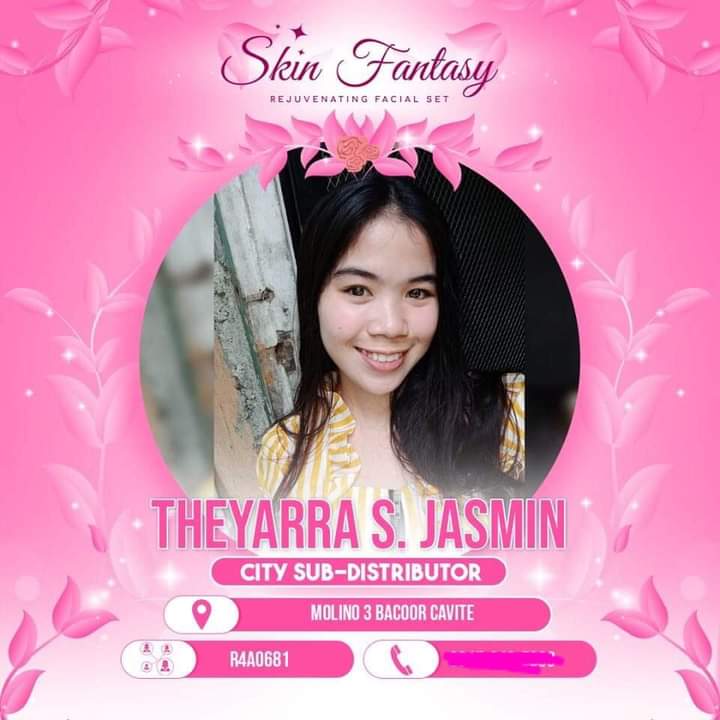 Skin Fantasy
REJUVENATING FACIAL SET
THEYARRA S. JASMIN
CITY SUB-DISTRIBUTOR
MOLINO 3 BACOOR CAVITE
R4A0681